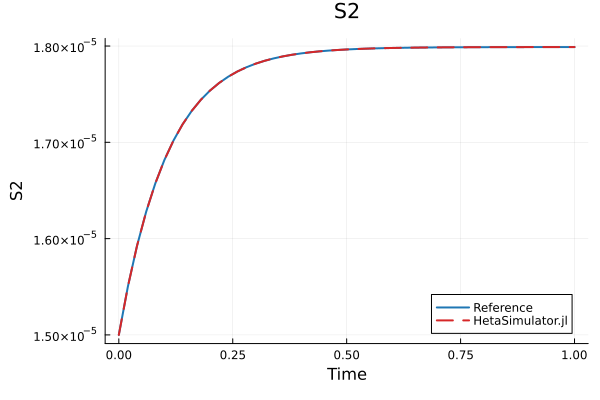 S2
1.80×10⁻⁵
1.70×10⁻⁵
1.60×10⁻⁵
1.50×10⁻⁵
S2
Reference
HetaSimulator.jl
0.00 0.25 0.50 0.75 1.00
Time